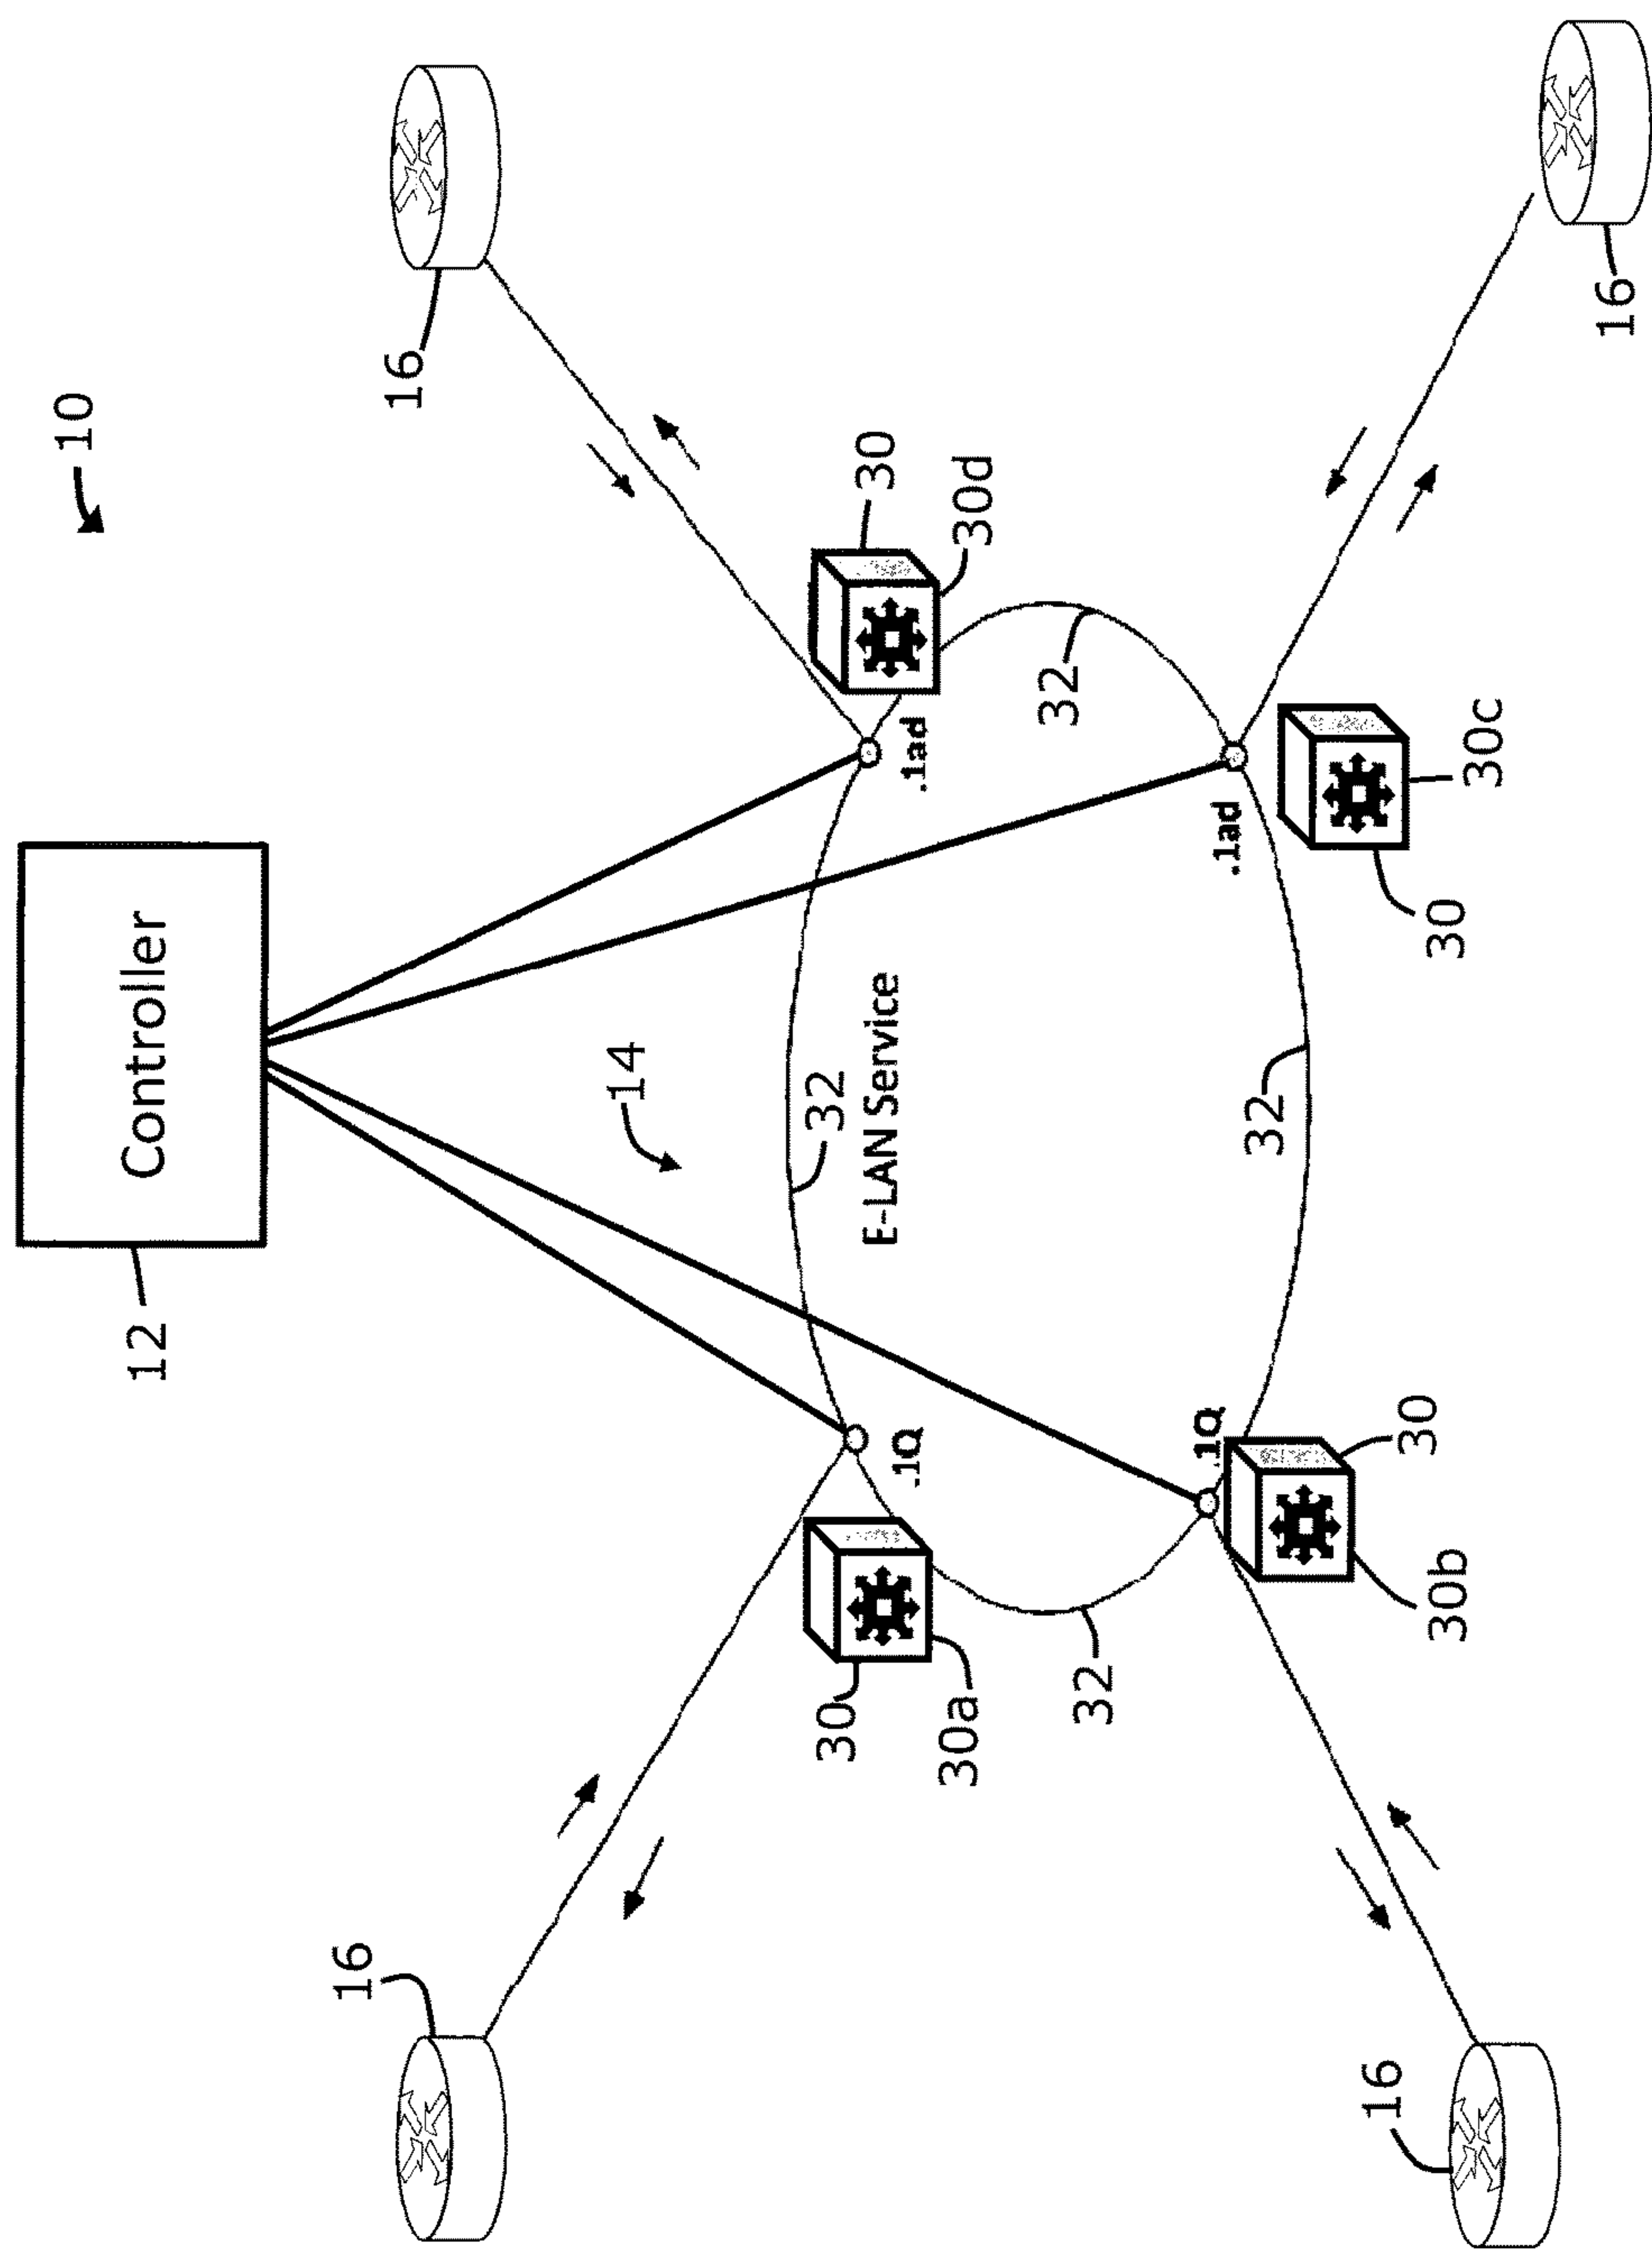 10
Controller
12
16
16
14
32
E-LAN Service
.1Q
.1ad
30
30d
30
30a
32
32
32
.1Q
.1ad
30
30b
30
30c
16
16